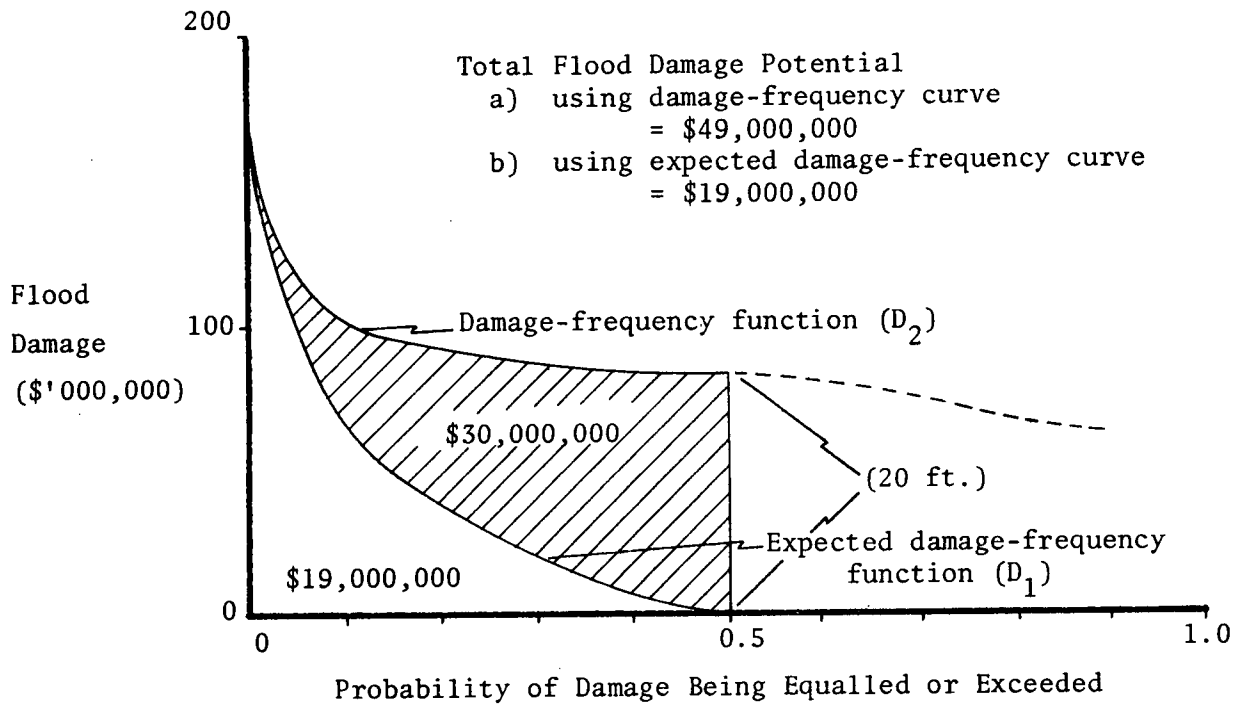 200
Total Flood Damage Potential
a) using damage-frequency curve
= $49,000,000
b) using expected damage-frequency curve
= $19,000,000
Flood
Damage
($'000,000)
100
Damage-frequency function (D2)
$30,000,000
(20 ft.)
Expected damage-frequency
function (D1)
$19,000,000
0
0
0.5
1.0
Probability of Damage Being Equalled or Exceeded